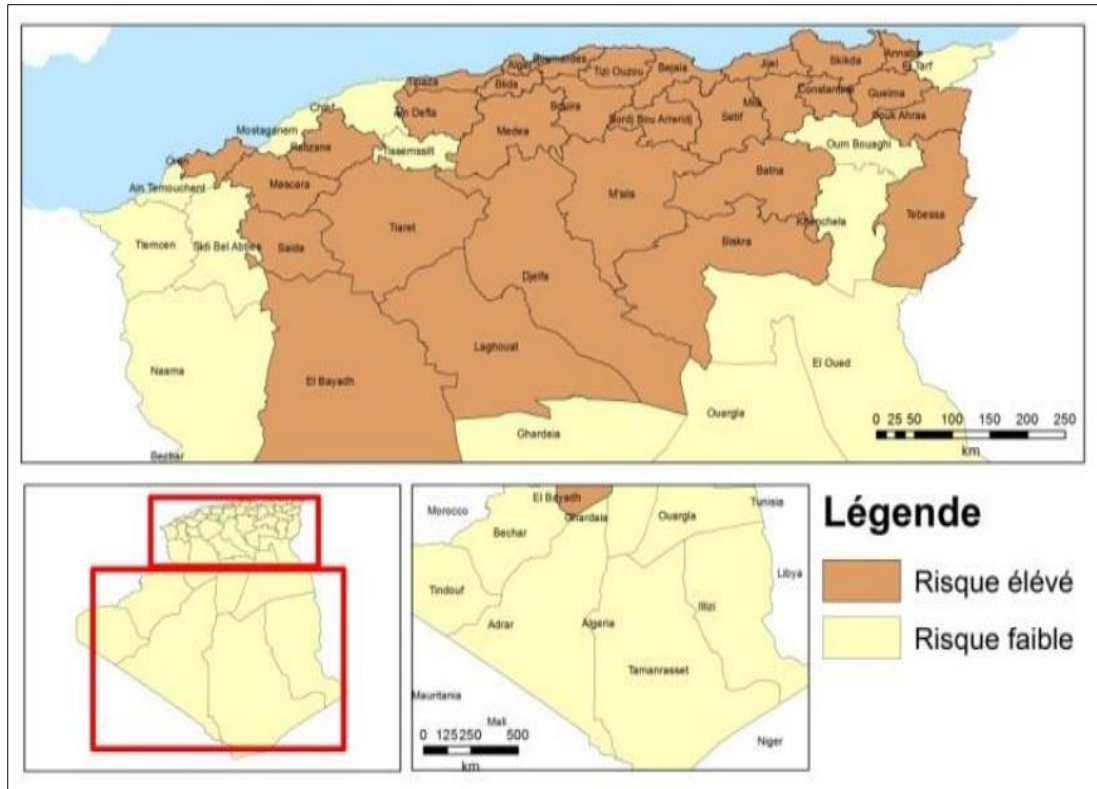 Alger
Boumerdes
Tizi Ouzou
Bejaia
Jijel
Skikda
Annaba
El Tarf
Tipaza
Blida
Constantine
Guelma
Chlef
Ain Defla
Bouira
Mila
Medea
Bordj Bou Arreridj
Setif
Souk Ahras
Mostaganem
Relizane
Tissemsilt
Oum Bouaghi
Oran
Ain Temouchent
Mascara
Batna
M'sila
Khenchela
Tebessa
Tlemcen
Sidi Bel Abbes
Saida
Tiaret
Biskra
Djelfa
Laghouat
Naama
El Bayadh
El Oued
Ouargla
Ghardaia
Bechar
0 25 50 100 150 200 250
km
El Bayadh
Morocco
Ghardaia
Ouargla
Tunisia
Bechar
Libya
Tindouf
Illizi
Adrar
Algeria
Tamanrasset
Mauritania
Mali
Niger
0 125 250 500
km
Légende
Risque élévé
Risque faible